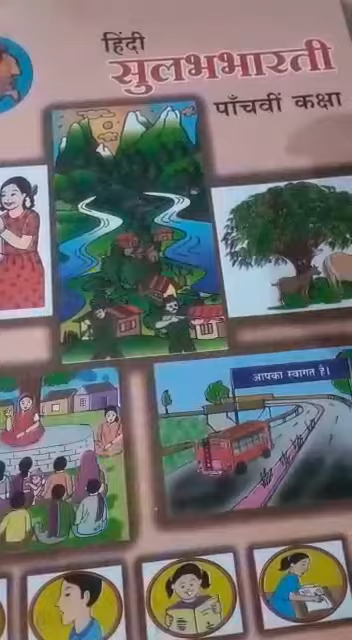 हिंदी
सुलभभारती
पाँचवीं कक्षा
आपका स्वागत है।